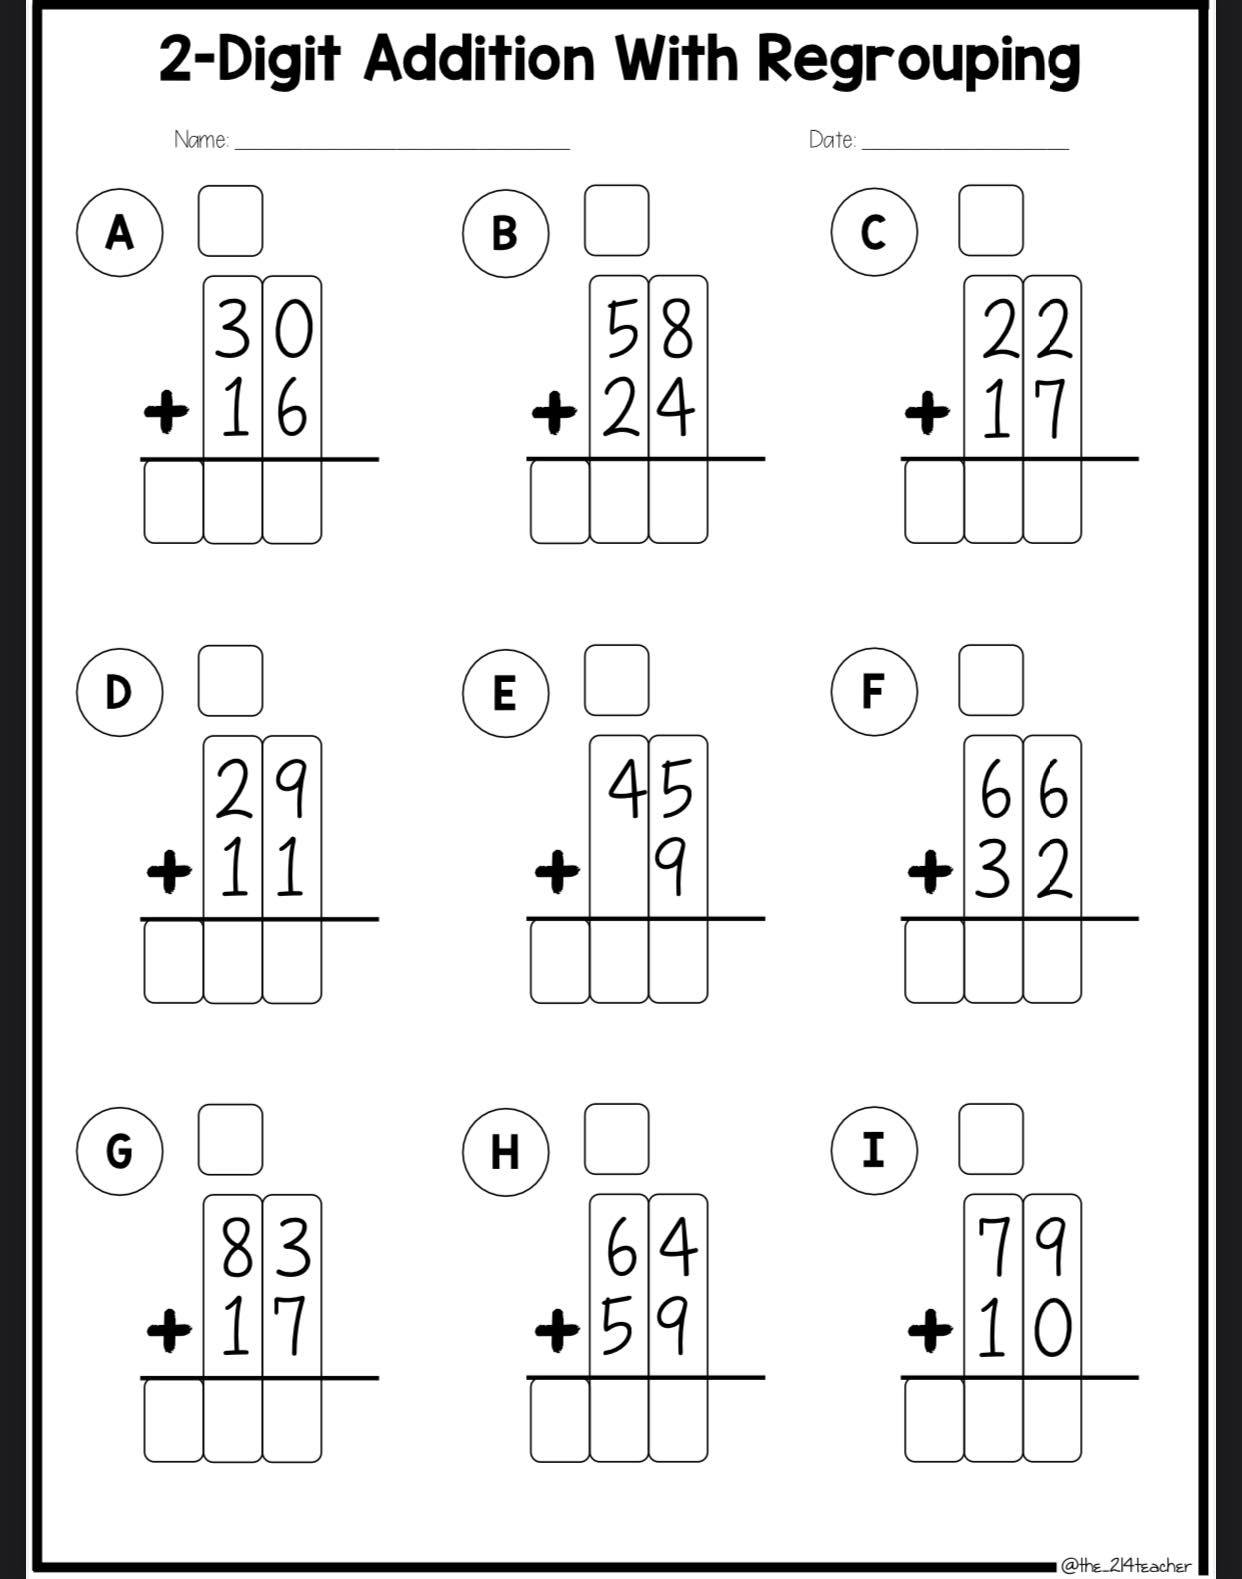 2-Digit Addition With Regrouping
Name: Date:
A B C
30 58 22
+ 16 + 24 + 17
D E F
29 45 66
+ 11 + 9 + 32
G H I
83 64 79
+ 17 + 59 + 10
@the_214teacher